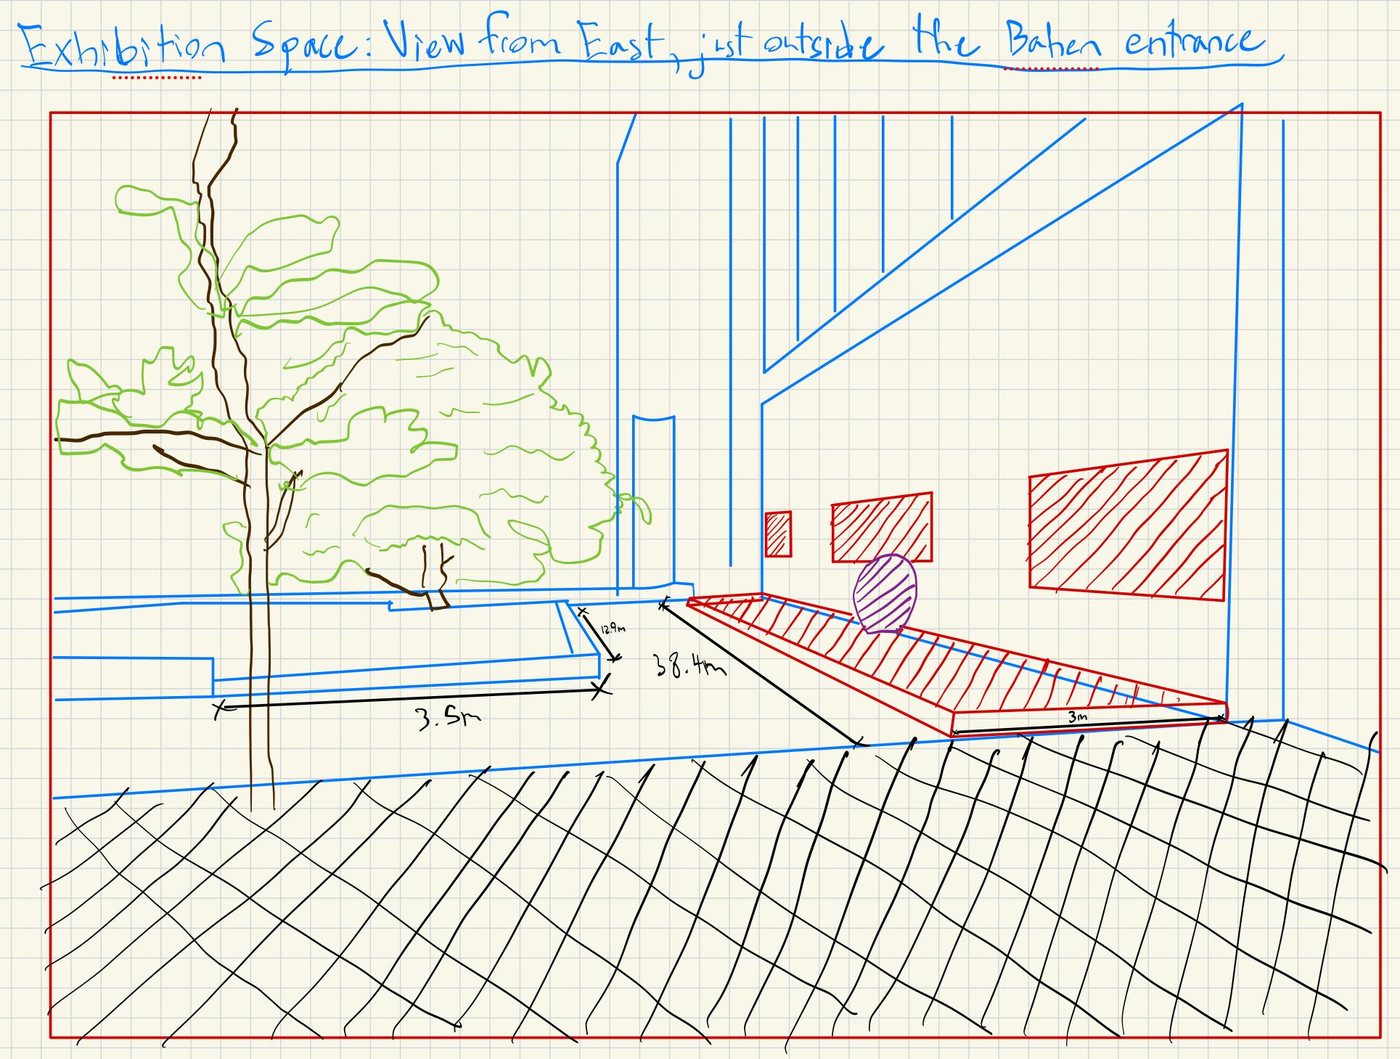 Exhibition Space: View from East, just outside the Bahen entrance
12.9m
38.4m
3.5m
3m